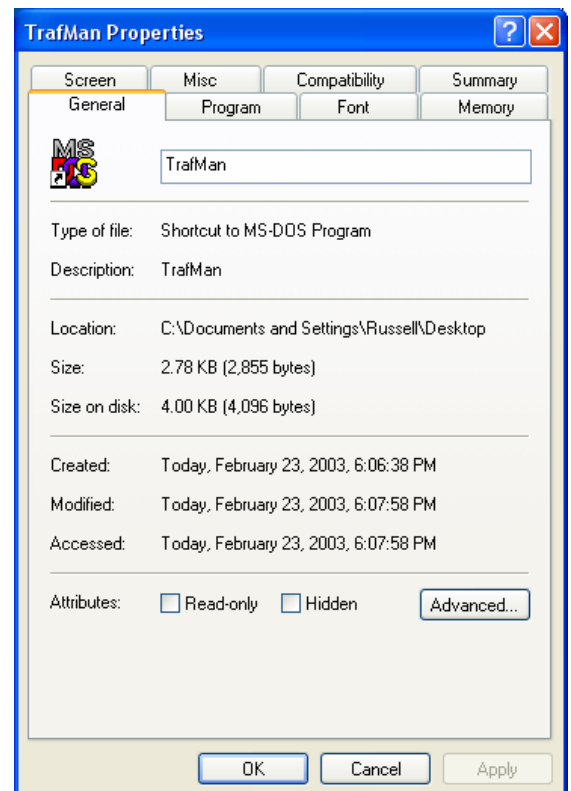 TrafMan Properties
Screen Misc Compatibility Summary
General Program Font Memory
MS DOS
TrafMan
Type of file: Shortcut to MS-DOS Program
Description: TrafMan
Location: C:\Documents and Settings\Russell\Desktop
Size: 2.78 KB (2,855 bytes)
Size on disk: 4.00 KB (4,096 bytes)
Created: Today, February 23, 2003, 6:06:38 PM
Modified: Today, February 23, 2003, 6:07:58 PM
Accessed: Today, February 23, 2003, 6:07:58 PM
Attributes: Read-only Hidden Advanced...
OK Cancel Apply